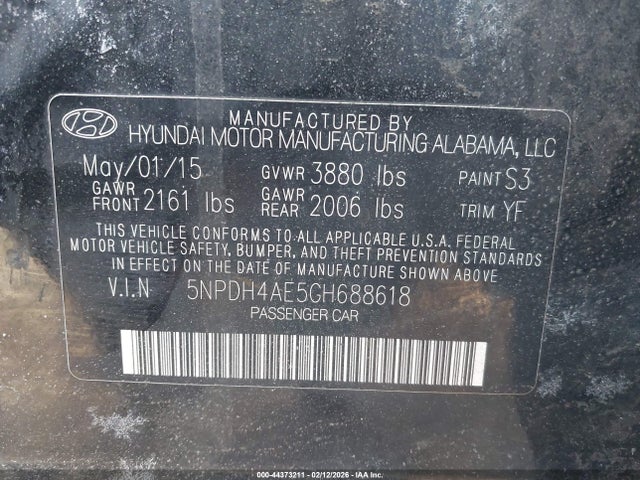 MANUFACTURED BY
HYUNDAI MOTOR MANUFACTURING ALABAMA, LLC
May/01/15 GVWR 3880 lbs PAINT S3
GAWR FRONT 2161 lbs GAWR REAR 2006 lbs TRIM YF
THIS VEHICLE CONFORMS TO ALL APPLICABLE U.S.A. FEDERAL
MOTOR VEHICLE SAFETY, BUMPER, AND THEFT PREVENTION STANDARDS
IN EFFECT ON THE DATE OF MANUFACTURE SHOWN ABOVE.
V.I.N 5NPDH4AE5GH688618
PASSENGER CAR
000-44373211 - 02/12/2026 - IAA Inc.